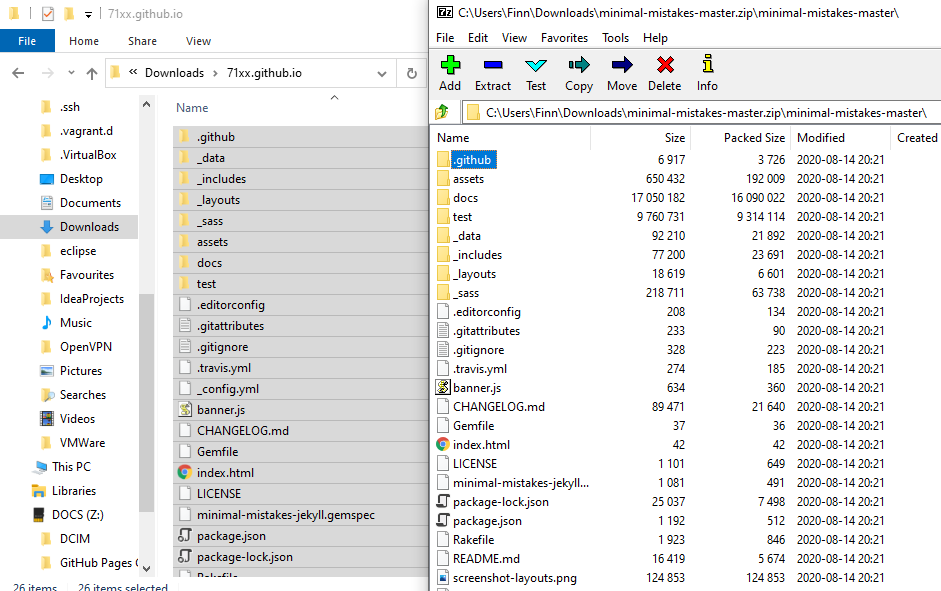 71xx.github.io
File Home Share View
« Downloads › 71xx.github.io
.ssh
.vagrant.d
.VirtualBox
Desktop
Documents
Downloads
eclipse
Favourites
IdeaProjects
Music
OpenVPN
Pictures
Searches
Videos
VMWare
This PC
Libraries
DOCS (Z:)
DCIM
GitHub Pages
26 items 26 items selected
Name
.github
_data
_includes
_layouts
_sass
assets
docs
test
.editorconfig
.gitattributes
.gitignore
.travis.yml
_config.yml
banner.js
CHANGELOG.md
Gemfile
index.html
LICENSE
minimal-mistakes-jekyll.gemspec
package.json
package-lock.json
Rakefile
C:\Users\Finn\Downloads\minimal-mistakes-master.zip\minimal-mistakes-master\
File Edit View Favorites Tools Help
Add Extract Test Copy Move Delete Info
C:\Users\Finn\Downloads\minimal-mistakes-master.zip\minimal-mistakes-master\
Name Size Packed Size Modified Created
.github 6 917 3 726 2020-08-14 20:21
assets 650 432 192 009 2020-08-14 20:21
docs 17 050 182 16 090 022 2020-08-14 20:21
test 9 760 731 9 314 114 2020-08-14 20:21
_data 92 210 21 892 2020-08-14 20:21
_includes 77 200 23 691 2020-08-14 20:21
_layouts 18 619 6 601 2020-08-14 20:21
_sass 218 711 63 738 2020-08-14 20:21
.editorconfig 208 134 2020-08-14 20:21
.gitattributes 233 90 2020-08-14 20:21
.gitignore 328 223 2020-08-14 20:21
.travis.yml 274 185 2020-08-14 20:21
banner.js 634 360 2020-08-14 20:21
CHANGELOG.md 89 471 21 640 2020-08-14 20:21
Gemfile 37 36 2020-08-14 20:21
index.html 42 42 2020-08-14 20:21
LICENSE 1 101 649 2020-08-14 20:21
minimal-mistakes-jekyll... 1 081 491 2020-08-14 20:21
package-lock.json 25 037 7 498 2020-08-14 20:21
package.json 1 192 512 2020-08-14 20:21
Rakefile 1 923 846 2020-08-14 20:21
README.md 16 419 5 674 2020-08-14 20:21
screenshot-layouts.png 124 853 124 853 2020-08-14 20:21